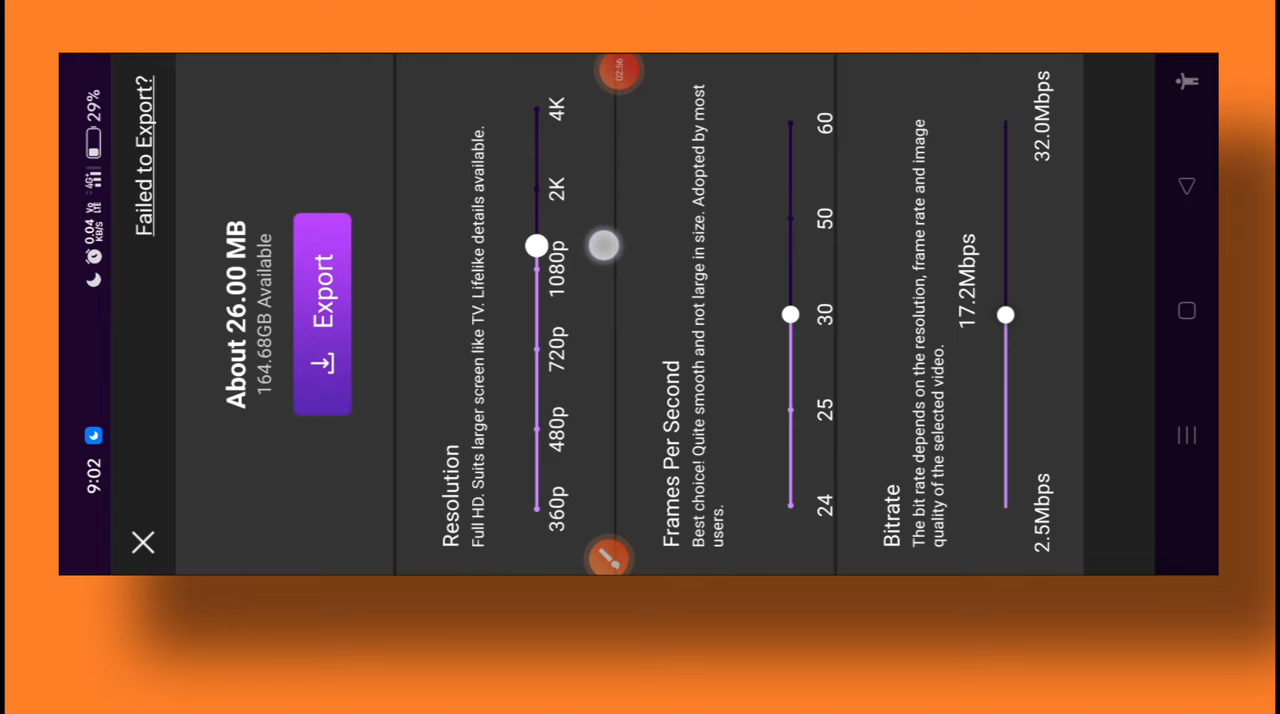 9:02
0.04 KB/S
Vo LTE
4G+
29%
Failed to Export?
About 26.00 MB
164.68GB Available
Export
Resolution
Full HD. Suits larger screen like TV. Lifelike details available.
360p 480p 720p 1080p 2K 4K
02:56
Frames Per Second
Best choice! Quite smooth and not large in size. Adopted by most
users.
24 25 30 50 60
Bitrate
The bit rate depends on the resolution, frame rate and image
quality of the selected video.
17.2Mbps
2.5Mbps 32.0Mbps